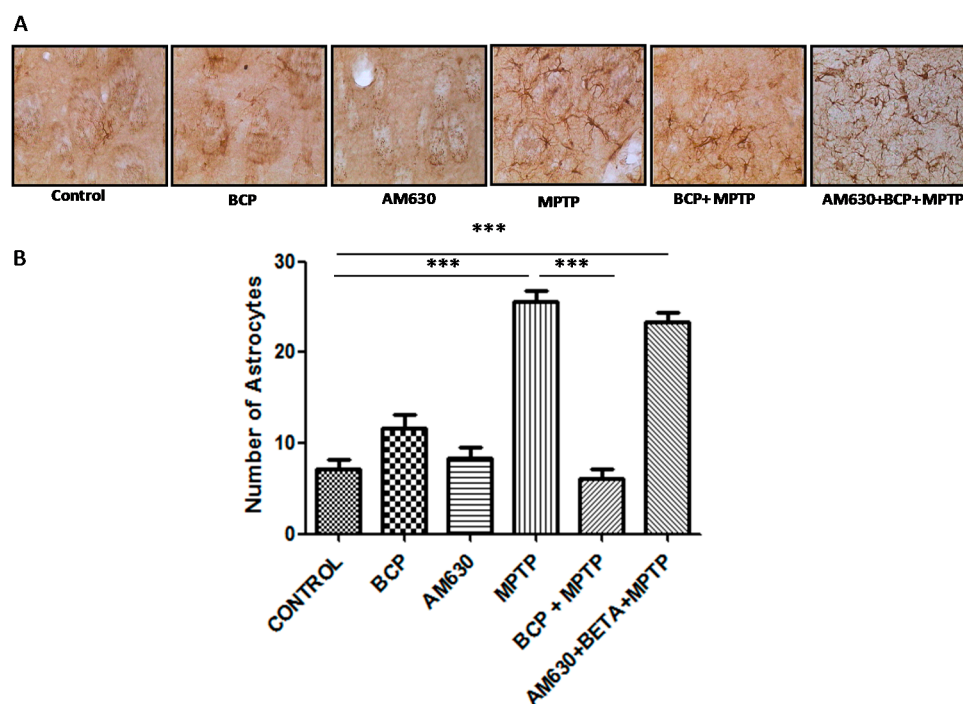 A
Control
BCP
AM630
MPTP
BCP+MPTP
AM630+BCP+MPTP
B
***
***
***
Number of Astrocytes
30
20
10
0
CONTROL
BCP
AM630
MPTP
BCP + MPTP
AM630+BETA+MPTP